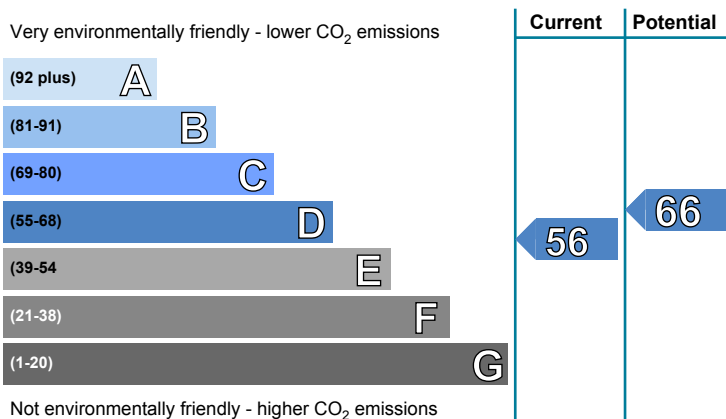 Very environmentally friendly - lower CO2 emissions
Current
Potential
(92 plus) A
(81-91) B
(69-80) C
(55-68) D
(39-54 E
(21-38) F
(1-20) G
56
66
Not environmentally friendly - higher CO2 emissions